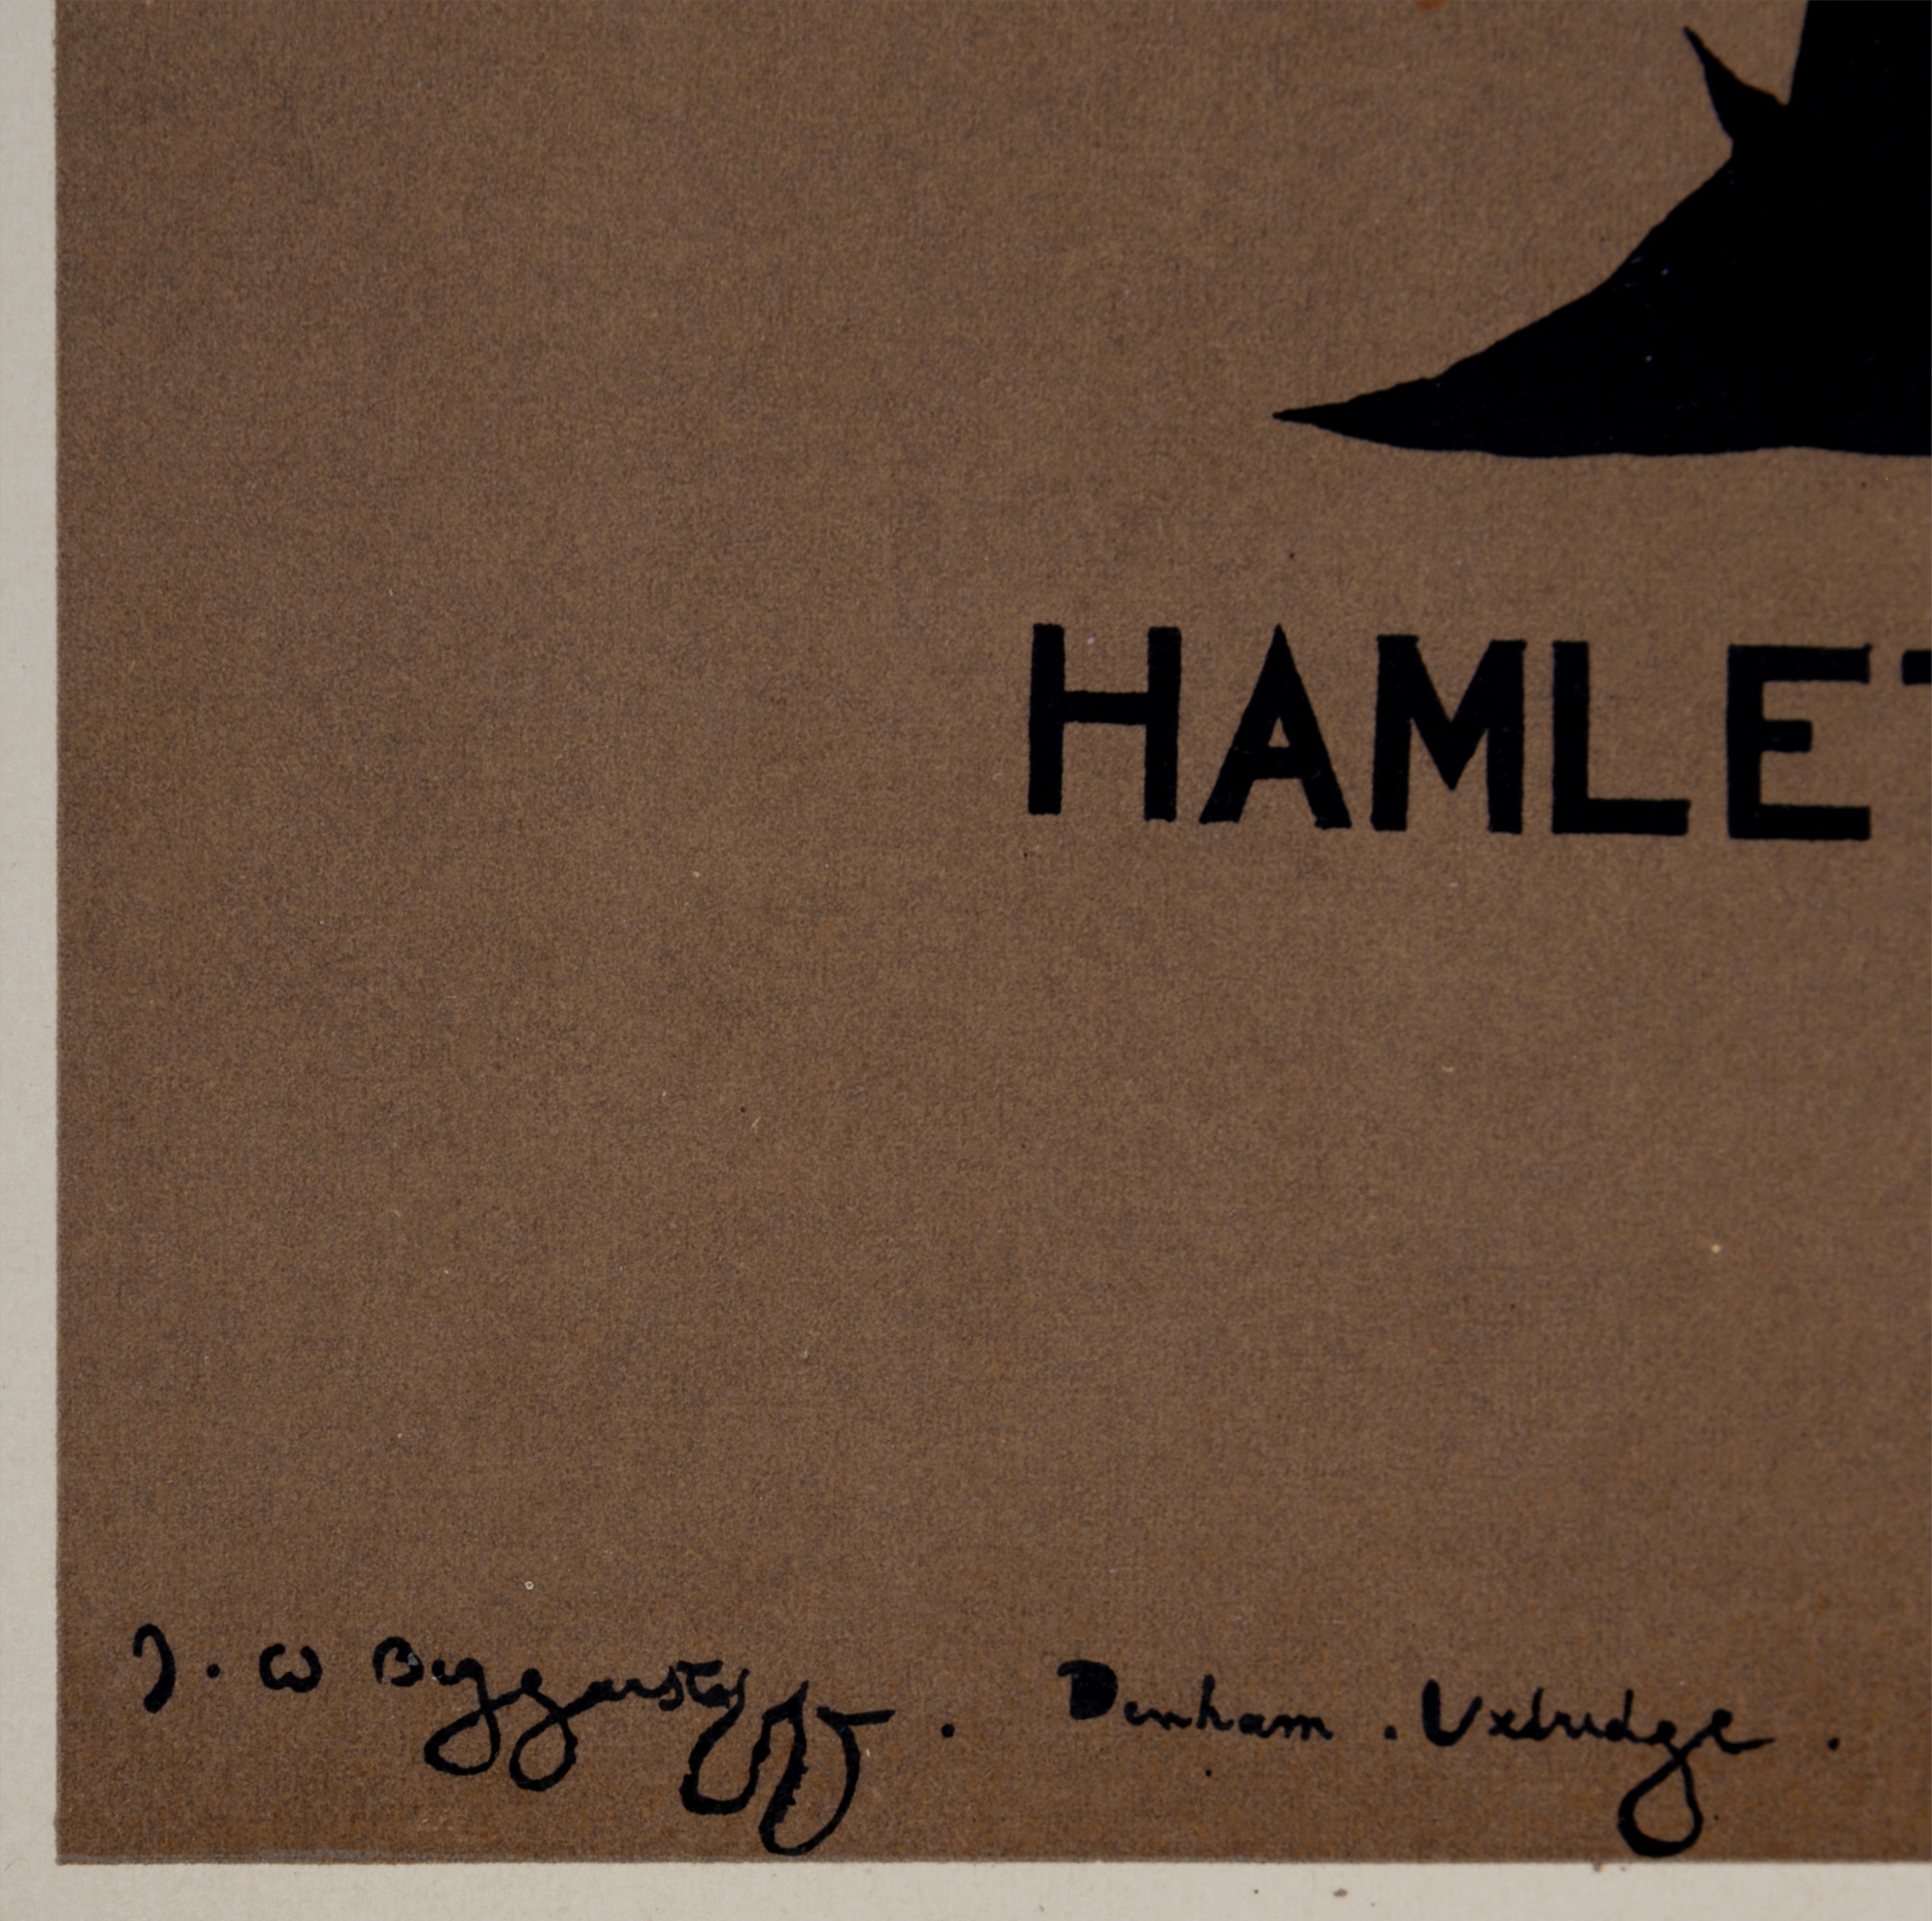 HAMLET
J. W Beggarstaff . Denham . Uxbridge .